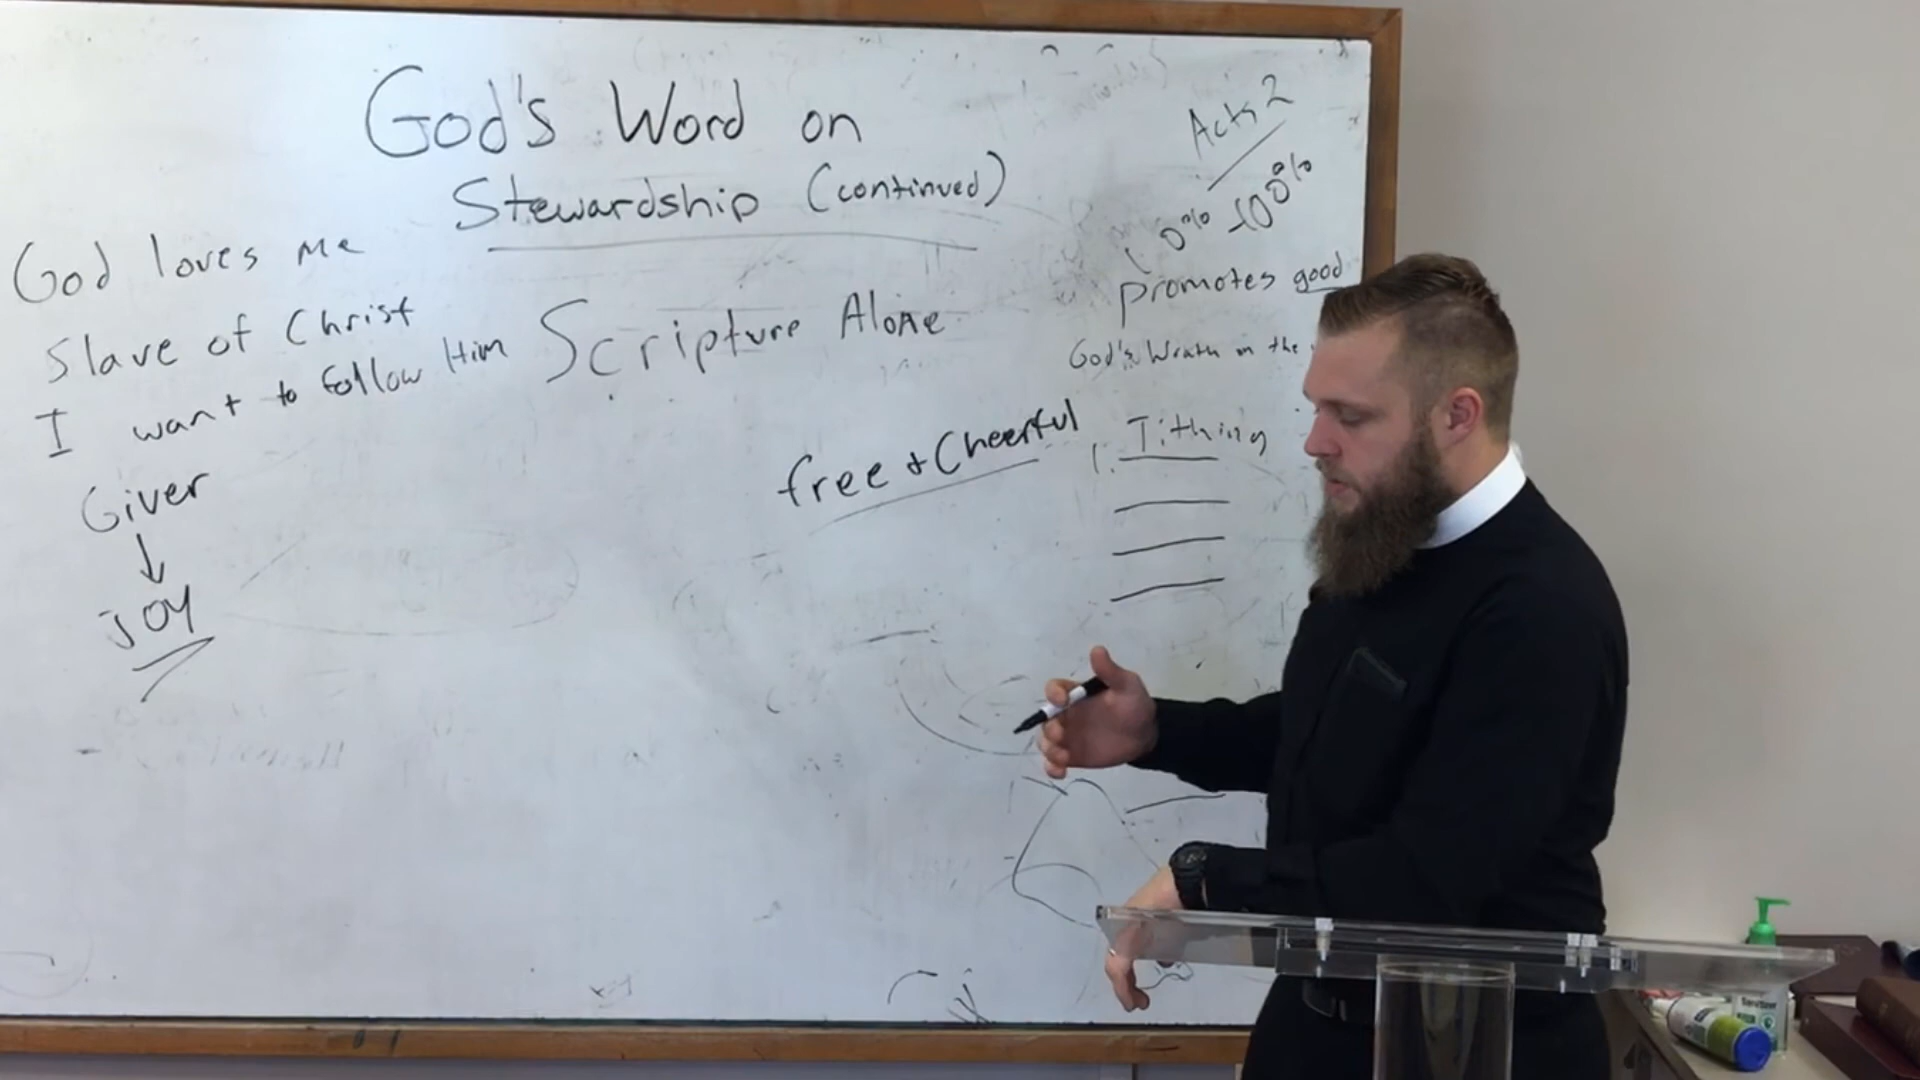 God's Word on
Stewardship (continued)
God loves me
Slave of Christ
I want to follow Him
Giver
↓
JOY
Scripture Alone
free & Cheerful
Acts 2
0% 100%
promotes good
God's Wrath on the
1. Tithing
Sanitizer